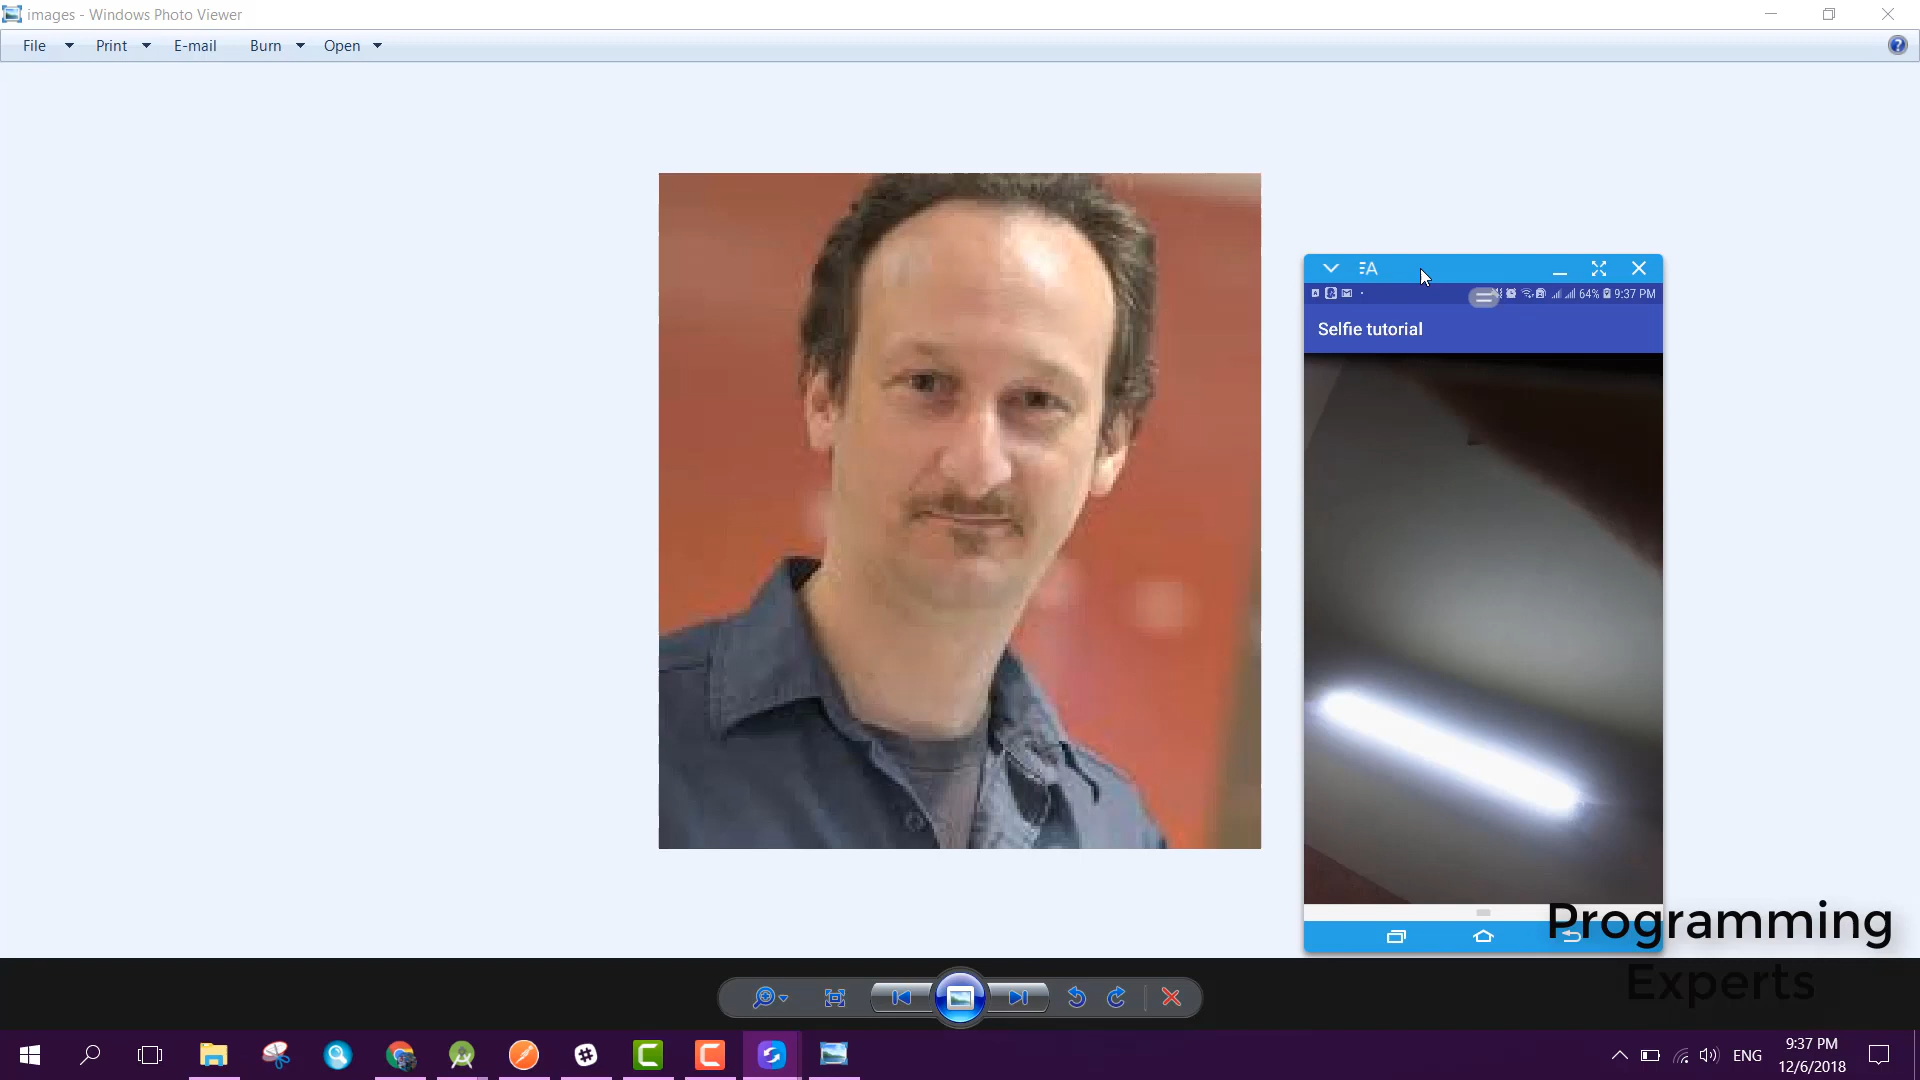 images - Windows Photo Viewer
File Print E-mail Burn Open
64% 9:37 PM
Selfie tutorial
Programming
Experts
ENG
9:37 PM
12/6/2018